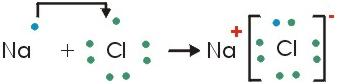 Na + Cl → Na + [ Cl ] -